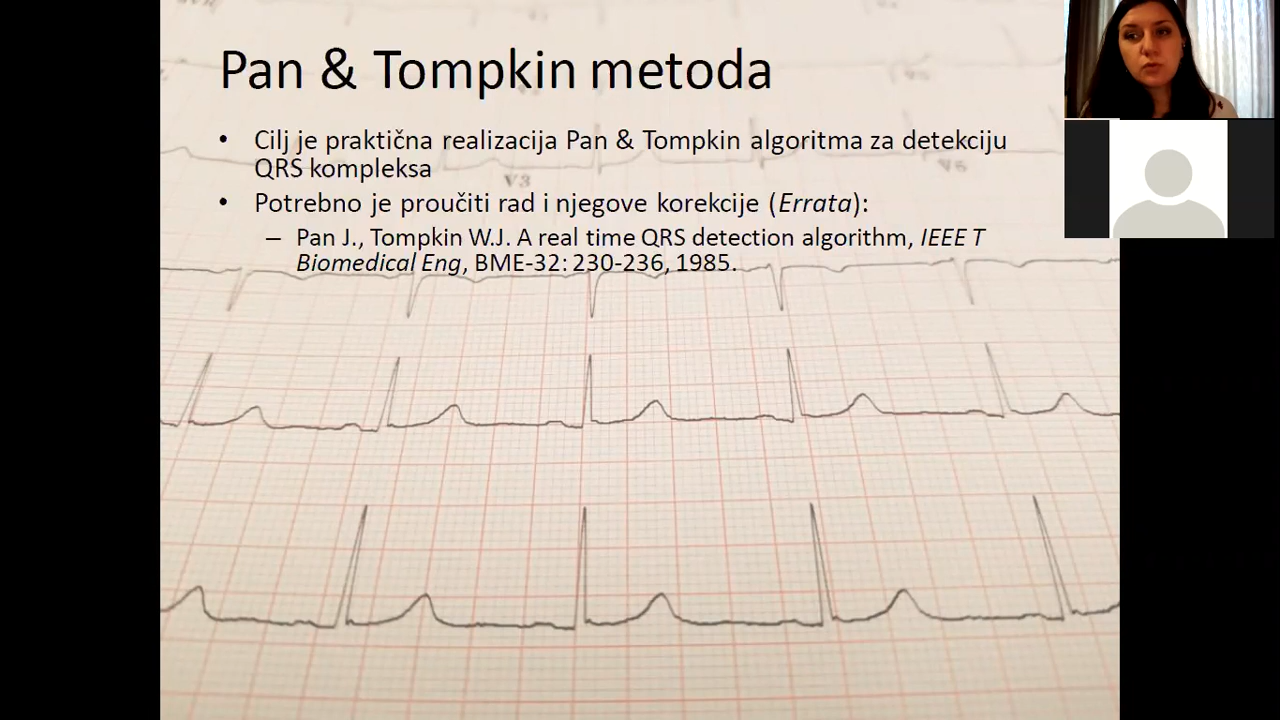 Pan & Tompkin metoda
• Cilj je praktična realizacija Pan & Tompkin algoritma za detekciju
QRS kompleksa
• Potrebno je proučiti rad i njegove korekcije (Errata):
– Pan J., Tompkin W.J. A real time QRS detection algorithm, IEEE T
Biomedical Eng, BME-32: 230-236, 1985.
V3